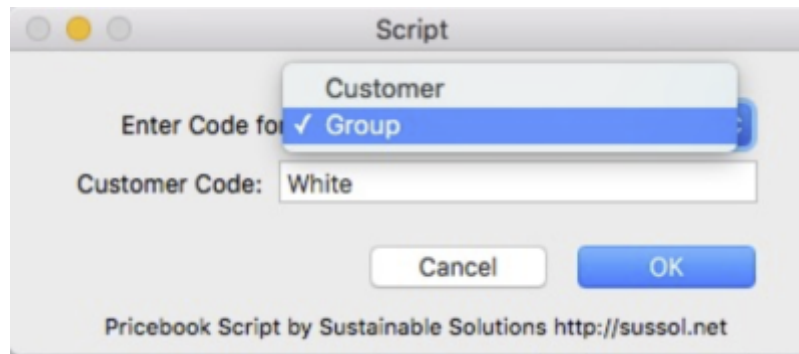 Script
Customer
Enter Code for ✓ Group
Customer Code: White
Cancel OK
Pricebook Script by Sustainable Solutions http://sussol.net